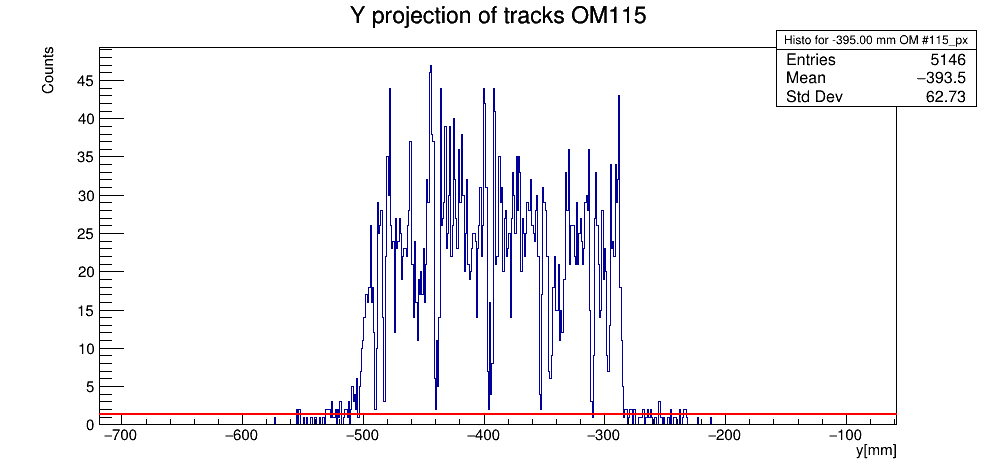 Y projection of tracks OM115
Histo for -395.00 mm OM #115_px
Entries 5146
Mean −393.5
Std Dev 62.73
Counts
45
40
35
30
25
20
15
10
5
0
−700 −600 −500 −400 −300 −200 −100
y[mm]